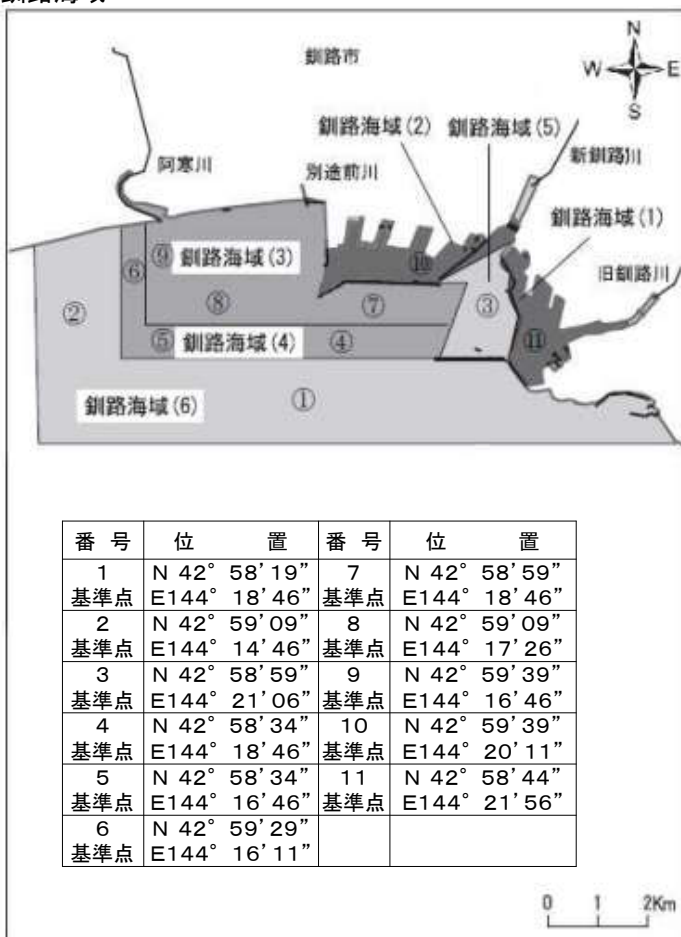 釧路市
N
W
E
S
釧路海域(2)
釧路海域(5)
新釧路川
阿寒川
別途前川
釧路海域(1)
旧釧路川
⑨
釧路海域(3)
⑥
⑩
②
⑧
⑦
③
⑤
釧路海域(4)
④
⑪
釧路海域(6)
①
番 号 位 置 番 号 位 置
1 N 42° 58’19” 7 N 42° 58’59”
基準点 E144° 18’46” 基準点 E144° 18’46”
2 N 42° 59’09” 8 N 42° 59’09”
基準点 E144° 14’46” 基準点 E144° 17’26”
3 N 42° 58’59” 9 N 42° 59’39”
基準点 E144° 21’06” 基準点 E144° 16’46”
4 N 42° 58’34” 10 N 42° 59’39”
基準点 E144° 18’46” 基準点 E144° 20’11”
5 N 42° 58’34” 11 N 42° 58’44”
基準点 E144° 16’46” 基準点 E144° 21’56”
6 N 42° 59’29”
基準点 E144° 16’11”
0 1 2Km